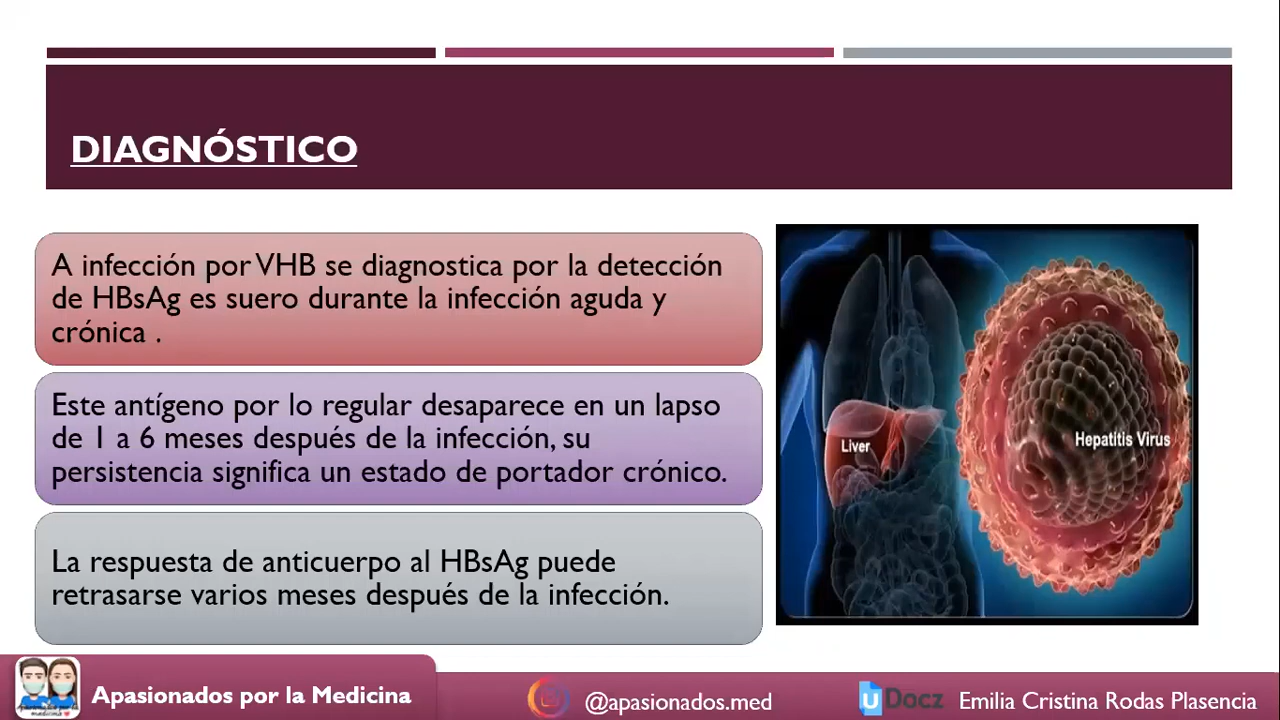 DIAGNÓSTICO
A infección por VHB se diagnostica por la detección
de HBsAg es suero durante la infección aguda y
crónica .
Este antígeno por lo regular desaparece en un lapso
de 1 a 6 meses después de la infección, su
persistencia significa un estado de portador crónico.
La respuesta de anticuerpo al HBsAg puede
retrasarse varios meses después de la infección.
Liver
Hepatitis Virus
Apasionados por la Medicina
@apasionados.med
uDocz
Emilia Cristina Rodas Plasencia